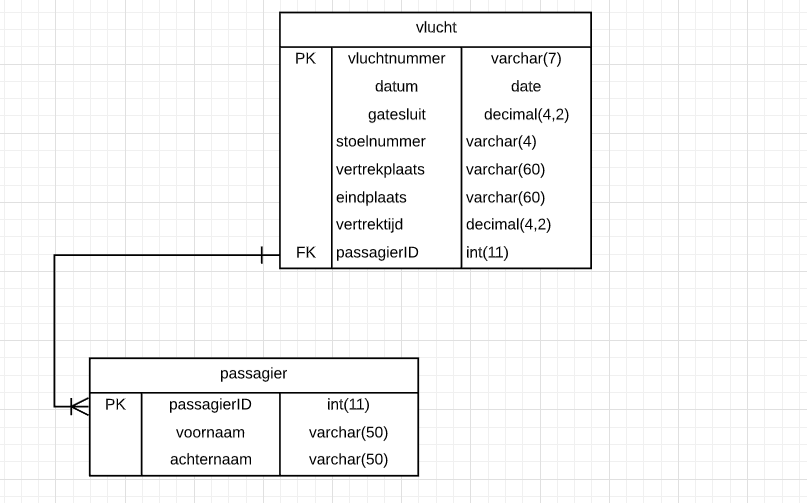 vlucht
PK vluchtnummer varchar(7)
datum date
gatesluit decimal(4,2)
stoelnummer varchar(4)
vertrekplaats varchar(60)
eindplaats varchar(60)
vertrektijd decimal(4,2)
FK passagierID int(11)
passagier
PK passagierID int(11)
voornaam varchar(50)
achternaam varchar(50)